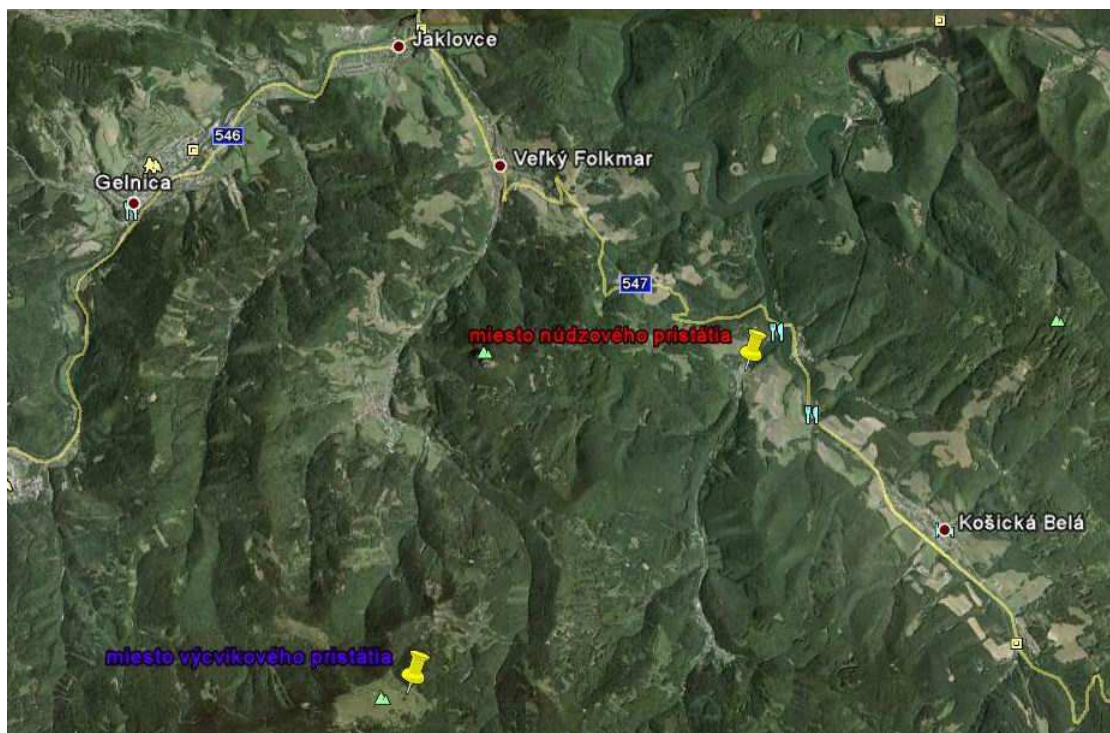 Jaklovce
546
Veľký Folkmar
Gelnica
547
miesto núdzového pristátia
Košická Belá
miesto výcvikového pristátia